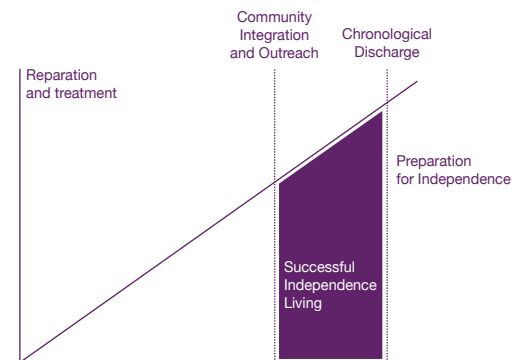 Community
Integration
and Outreach
Chronological
Discharge
Reparation
and treatment
Preparation
for Independence
Successful
Independence
Living